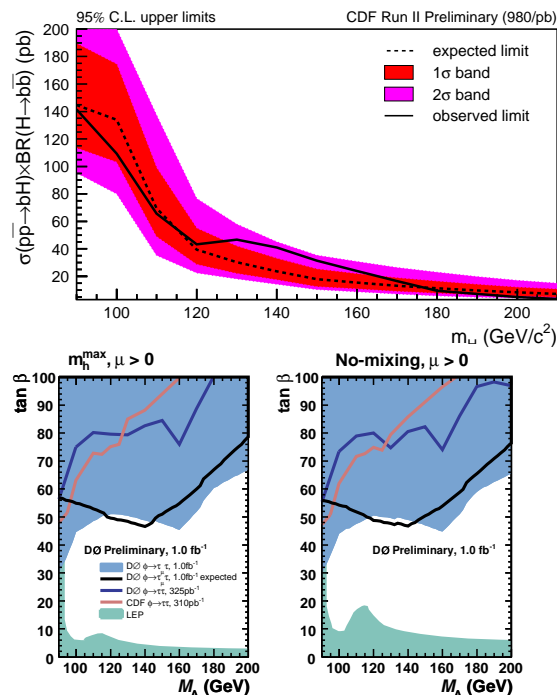 95% C.L. upper limits CDF Run II Preliminary (980/pb)
σ(pp̄→bH)×BR(H→bb̄) (pb)
expected limit
1σ band
2σ band
observed limit
200
180
160
140
120
100
80
60
40
20
100 120 140 160 180 200
(GeV/c²)
m_h^max, μ > 0
tan β
100
90
80
70
60
50
40
30
20
10
0
DØ Preliminary, 1.0 fb⁻¹
DØ φ→τ τ, 1.0fb⁻¹
DØ φ→τ τ, 1.0fb⁻¹ expected
DØ φ→ττ, 325pb⁻¹
CDF φ→ττ, 310pb⁻¹
LEP
100 120 140 160 180 200
M_A (GeV)
No-mixing, μ > 0
tan β
100
90
80
70
60
50
40
30
20
10
0
DØ Preliminary, 1.0 fb⁻¹
100 120 140 160 180 200
M_A (GeV)